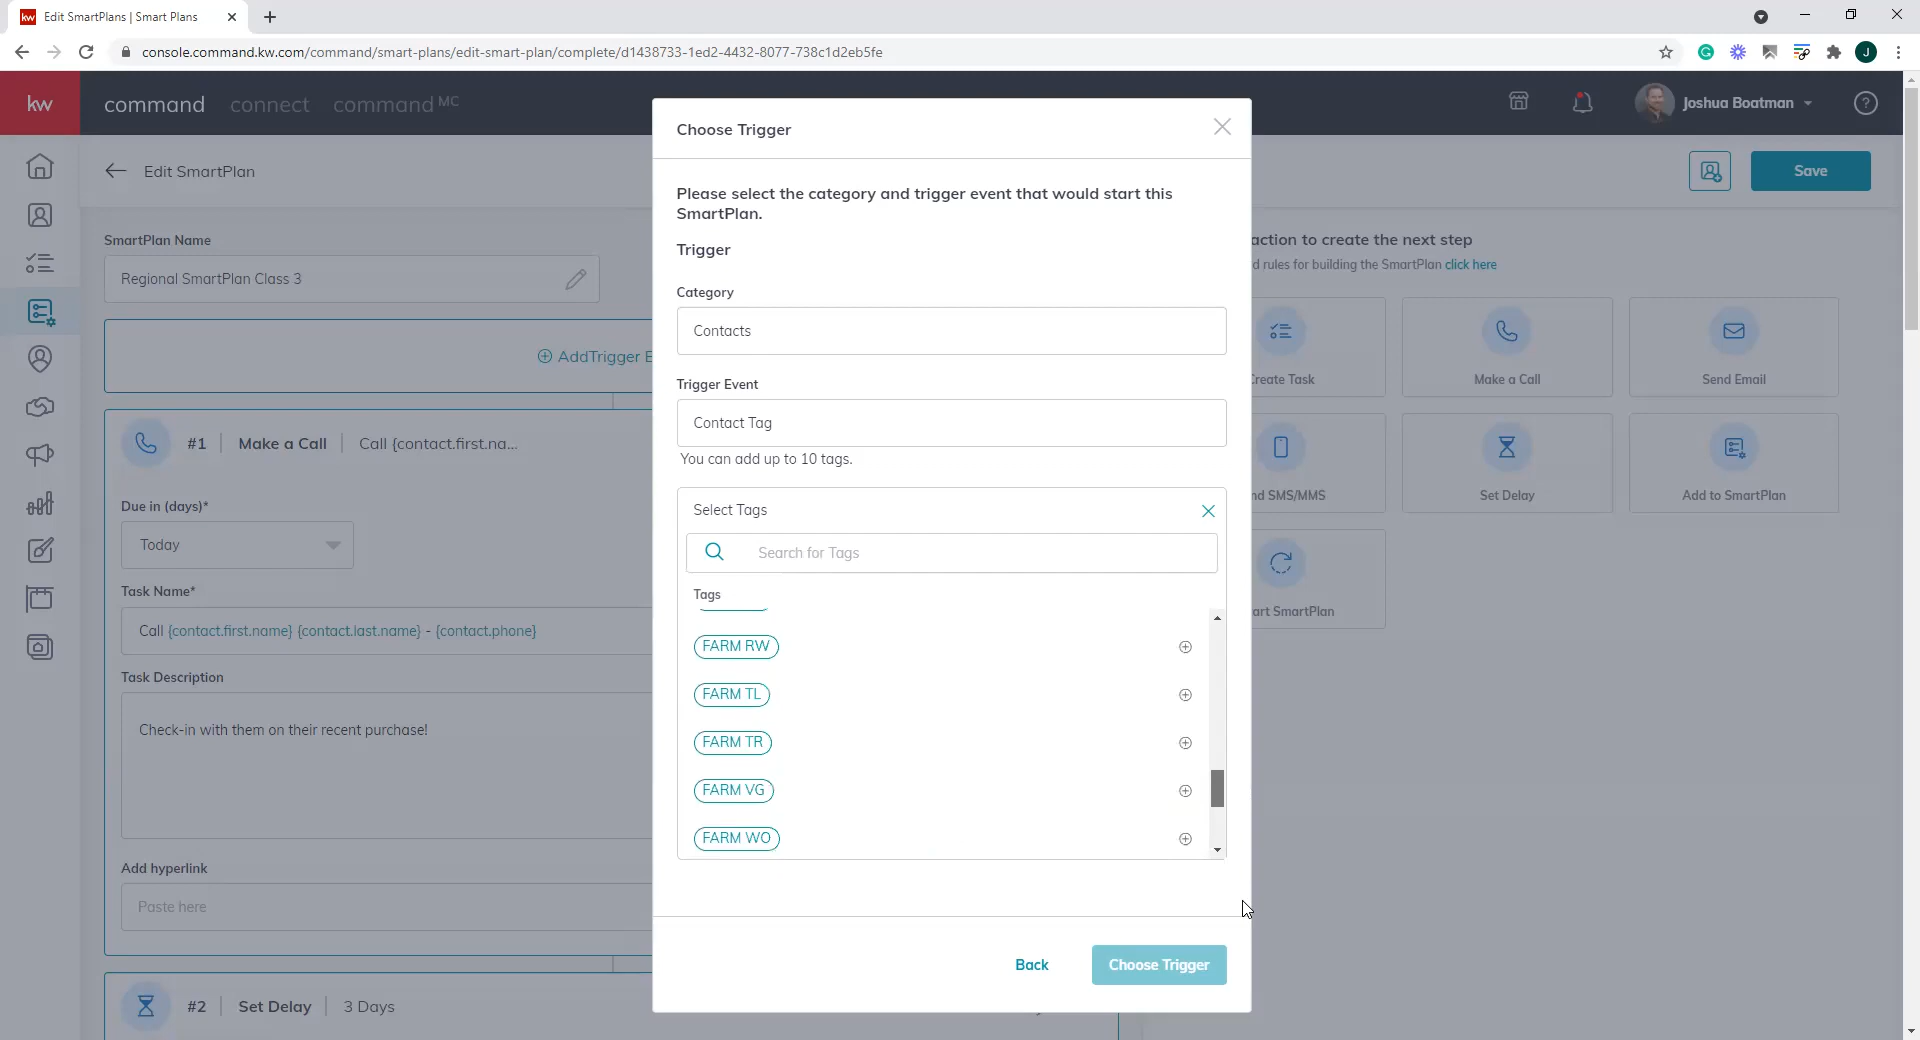 Edit SmartPlans | Smart Plans
console.command.kw.com/command/smart-plans/edit-smart-plan/complete/d1438733-1ed2-4432-8077-738c1d2eb5fe
J
kw
command connect command MC
Joshua Boatman
Edit SmartPlan
Save
SmartPlan Name
Regional SmartPlan Class 3
AddTrigger E
#1 Make a Call Call {contact.first.na...
Due in (days)*
Today
Task Name*
Call {contact.first.name} {contact.last.name} - {contact.phone}
Task Description
Check-in with them on their recent purchase!
Add hyperlink
Paste here
#2 Set Delay 3 Days
Choose Trigger
Please select the category and trigger event that would start this
SmartPlan.
Trigger
Category
Contacts
Trigger Event
Contact Tag
You can add up to 10 tags.
Select Tags
Search for Tags
Tags
FARM RW
FARM TL
FARM TR
FARM VG
FARM WO
Back
Choose Trigger
action to create the next step
d rules for building the SmartPlan click here
Create Task
Make a Call
Send Email
nd SMS/MMS
Set Delay
Add to SmartPlan
art SmartPlan